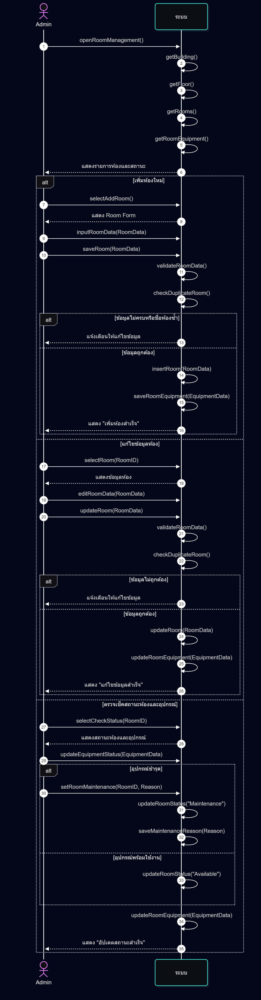 Admin
ระบบ
openRoomManagement()
1
getBuilding()
2
getFloor()
3
getRooms()
4
getRoomEquipment()
5
แสดงรายการห้องและสถานะ
6
alt
[เพิ่มห้องใหม่]
selectAddRoom()
7
แสดง Room Form
8
inputRoomData(RoomData)
9
saveRoom(RoomData)
10
validateRoomData()
11
checkDuplicateRoom()
12
alt
[ข้อมูลไม่ครบหรือชื่อห้องซ้ำ]
แจ้งเตือนให้แก้ไขข้อมูล
13
[ข้อมูลถูกต้อง]
insertRoom(RoomData)
14
saveRoomEquipment(EquipmentData)
15
แสดง "เพิ่มห้องสำเร็จ"
16
[แก้ไขข้อมูลห้อง]
selectRoom(RoomID)
17
แสดงข้อมูลห้อง
18
editRoomData(RoomData)
19
updateRoom(RoomData)
20
validateRoomData()
21
checkDuplicateRoom()
22
alt
[ข้อมูลไม่ถูกต้อง]
แจ้งเตือนให้แก้ไขข้อมูล
23
[ข้อมูลถูกต้อง]
updateRoom(RoomData)
24
updateRoomEquipment(EquipmentData)
25
แสดง "แก้ไขข้อมูลสำเร็จ"
26
[ตรวจเช็คสถานะห้องและอุปกรณ์]
selectCheckStatus(RoomID)
27
แสดงสถานะห้องและอุปกรณ์
28
updateEquipmentStatus(EquipmentData)
29
alt
[อุปกรณ์ชำรุด]
setRoomMaintenance(RoomID, Reason)
30
updateRoomStatus("Maintenance")
31
saveMaintenanceReason(Reason)
32
[อุปกรณ์พร้อมใช้งาน]
updateRoomStatus("Available")
33
updateRoomEquipment(EquipmentData)
34
แสดง "อัปเดตสถานะสำเร็จ"
35
Admin
ระบบ